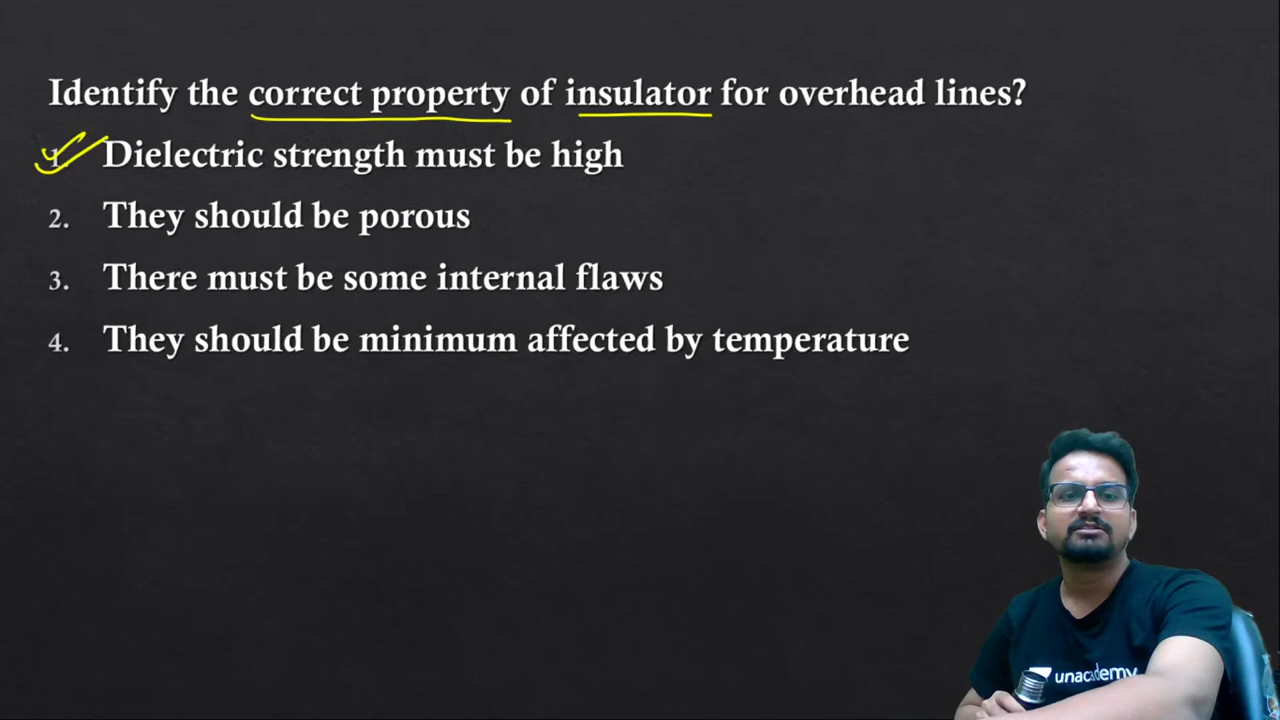 Identify the correct property of insulator for overhead lines?
1. Dielectric strength must be high
2. They should be porous
3. There must be some internal flaws
4. They should be minimum affected by temperature
unacademy